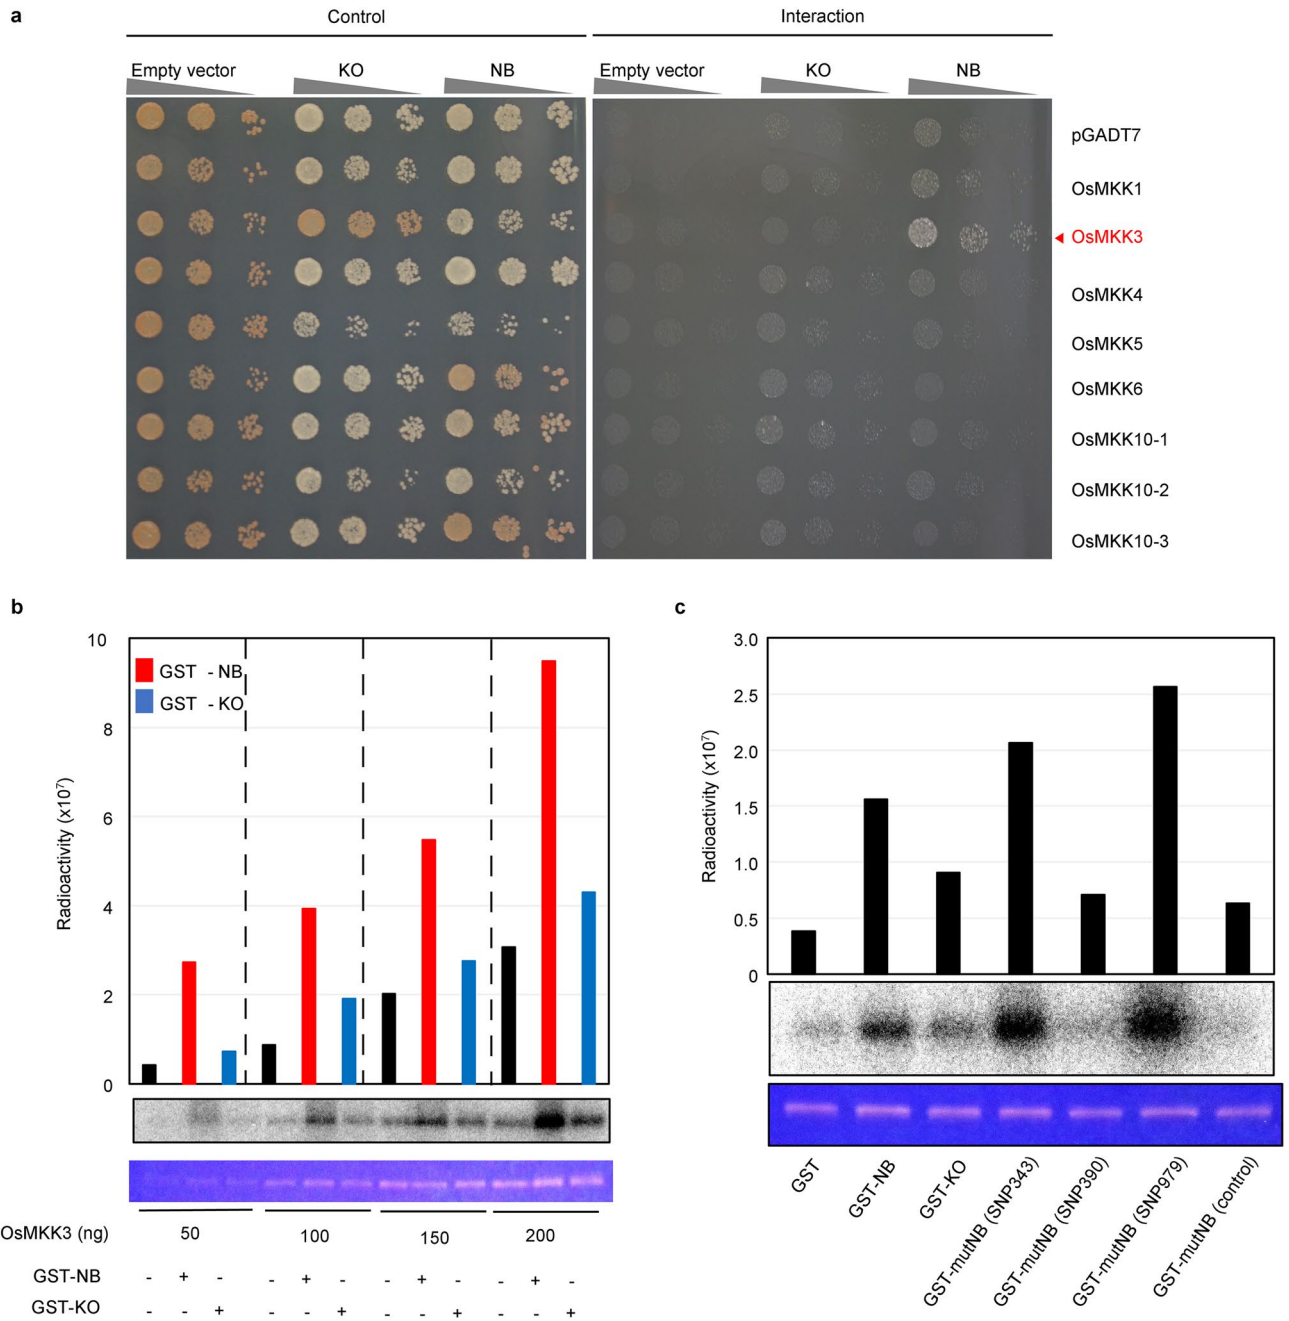 a
Control
Interaction
Empty vector KO NB
Empty vector KO NB
pGADT7
OsMKK1
OsMKK3
OsMKK4
OsMKK5
OsMKK6
OsMKK10-1
OsMKK10-2
OsMKK10-3
b
Radioactivity (x10⁷)
10
8
6
4
2
0
GST - NB
GST - KO
OsMKK3 (ng) 50 100 150 200
GST-NB - + - - + - - + - - + -
GST-KO - - + - - + - - + - - +
c
Radioactivity (x10⁷)
3.0
2.5
2.0
1.5
1.0
0.5
0
GST
GST-NB
GST-KO
GST-mutNB (SNP343)
GST-mutNB (SNP390)
GST-mutNB (SNP979)
GST-mutNB (control)